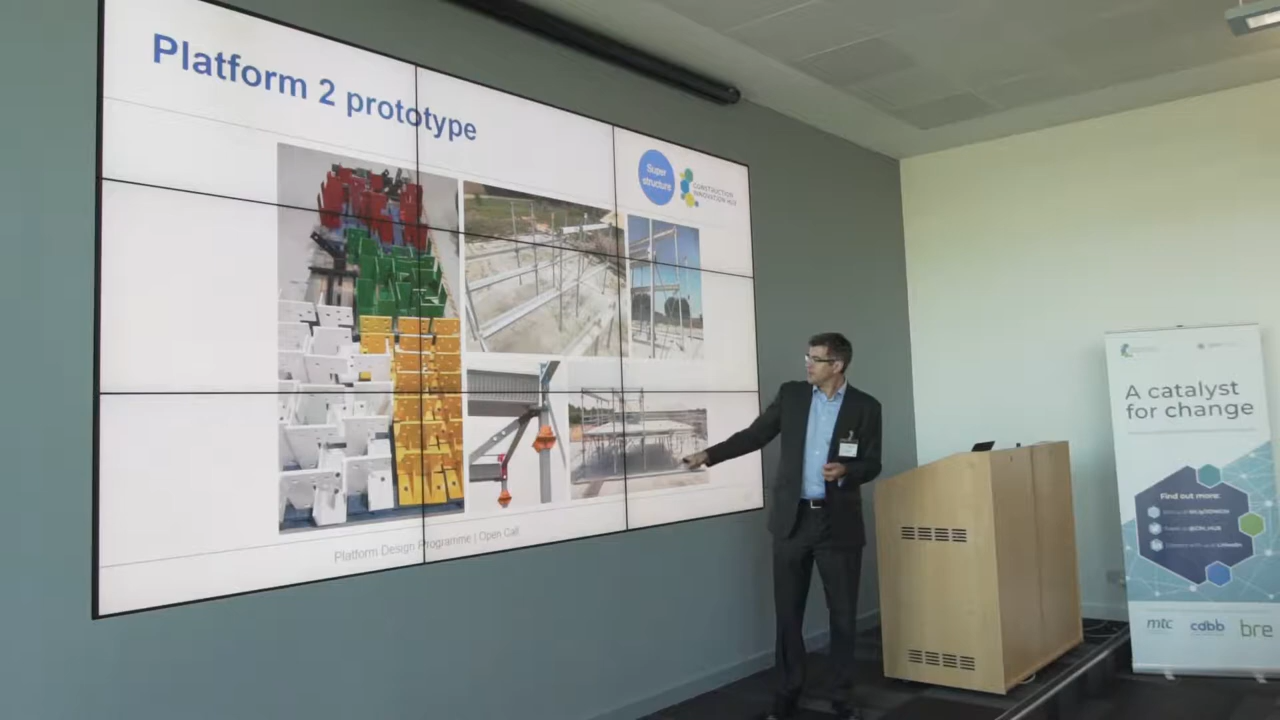 Platform 2 prototype
Super
structure
CONSTRUCTION
INNOVATION HUB
Platform Design Programme | Open Call
A catalyst
for change
Find out more:
mtc
cdbb
bre